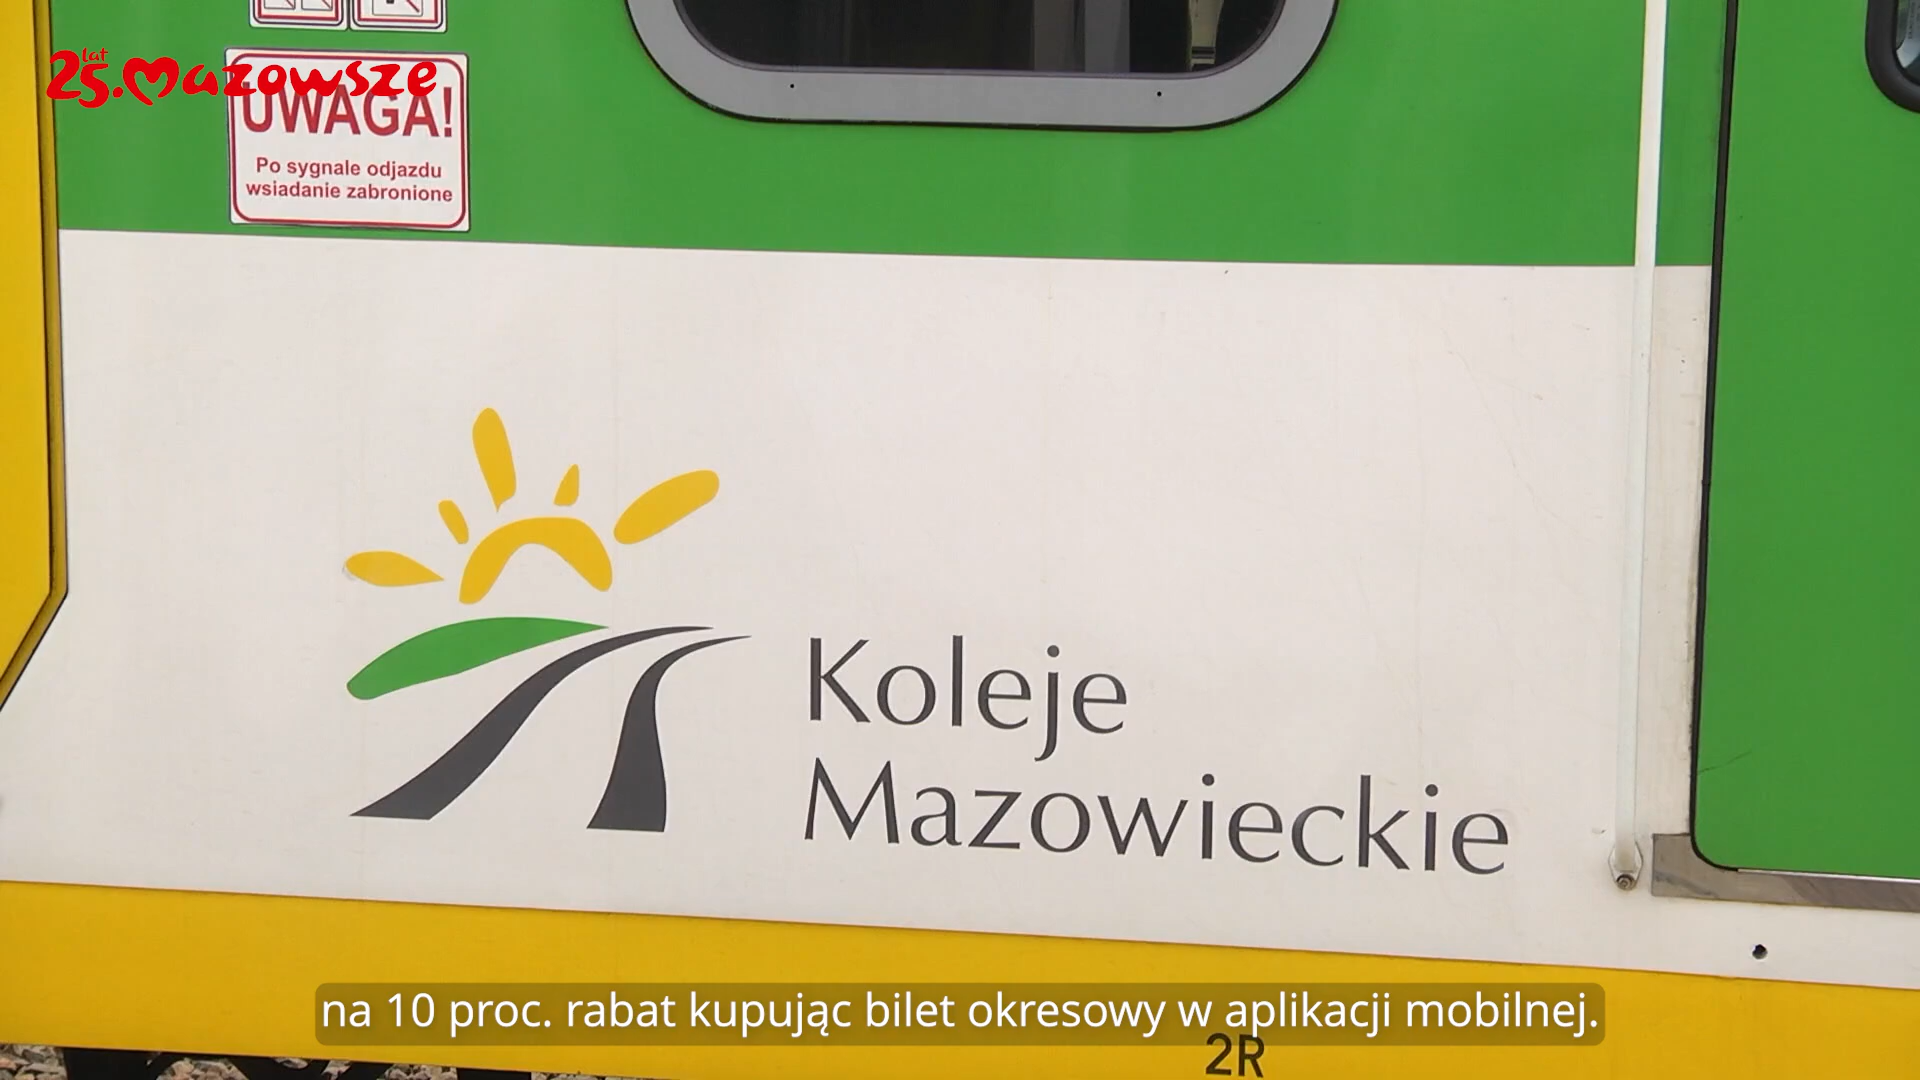 25 lat.Mazowsze
UWAGA!
Po sygnale odjazdu
wsiadanie zabronione
Koleje
Mazowieckie
na 10 proc. rabat kupując bilet okresowy w aplikacji mobilnej.
2R